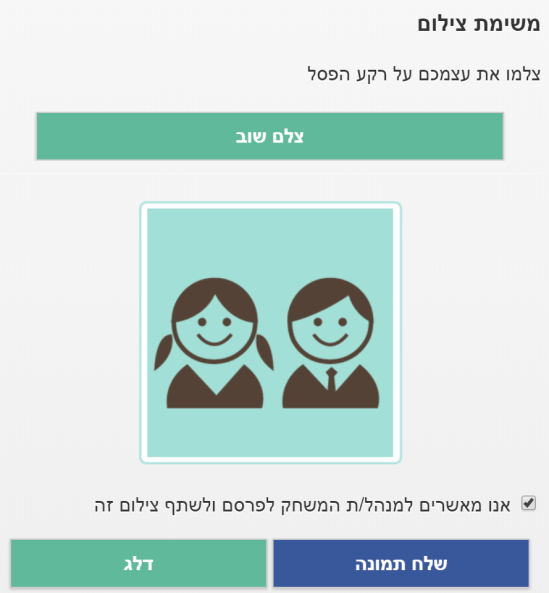 משימת צילום
צלמו את עצמכם על רקע הפסל
צלם שוב
אנו מאשרים למנהל/ת המשחק לפרסם ולשתף צילום זה
שלח תמונה
דלג